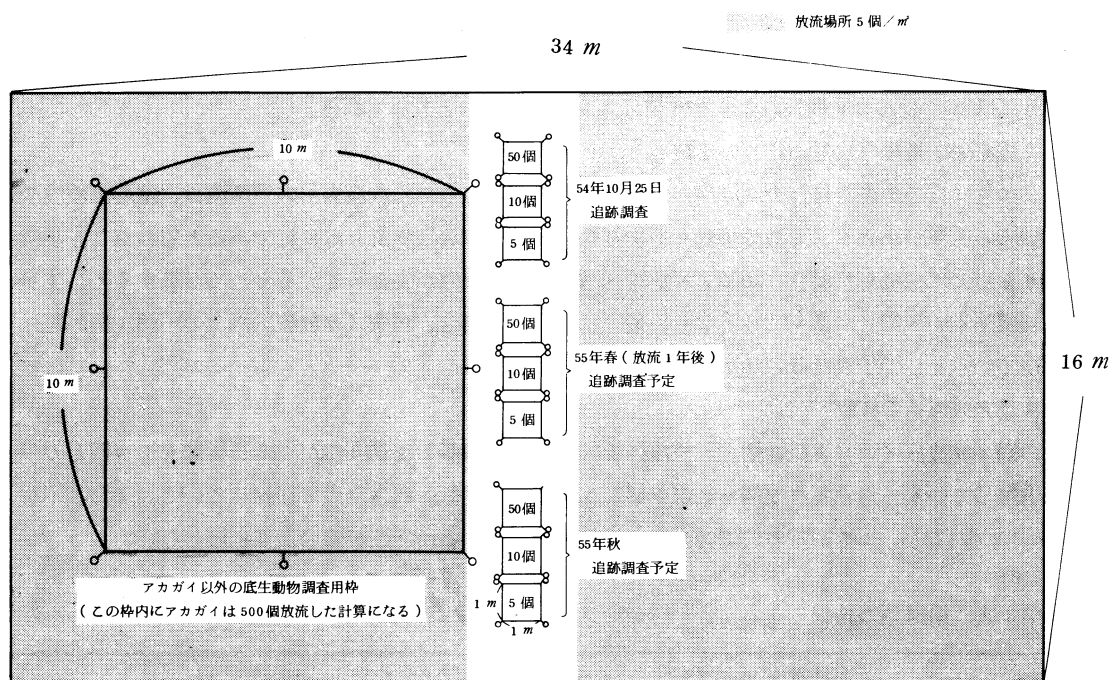 放流場所 5 個／㎡
34 m
10 m
10 m
50個
10個
5 個
54年10月25日
追跡調査
50個
10個
5 個
55年春（放流 1 年後）
追跡調査予定
16 m
50個
10個
5 個
1 m
1 m
55年秋
追跡調査予定
アカガイ以外の底生動物調査用枠
（この枠内にアカガイは 500 個放流した計算になる）